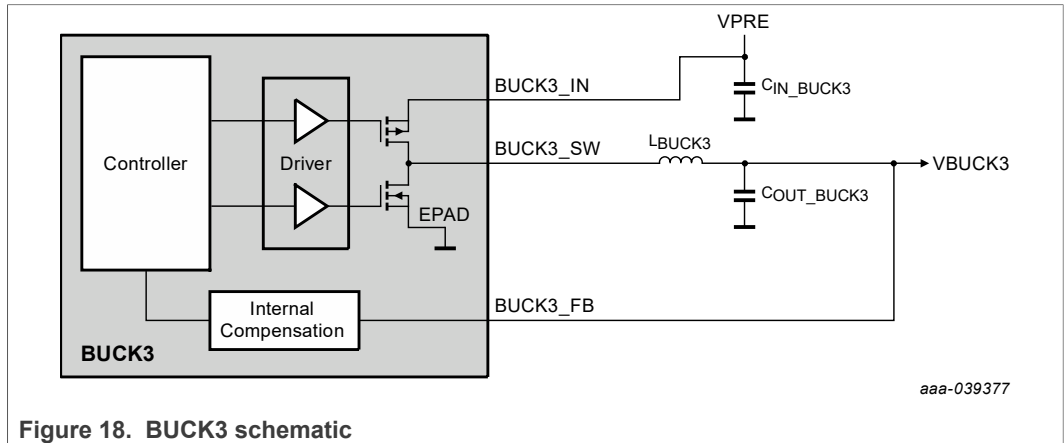 VPRE
BUCK3_IN
CIN_BUCK3
Controller
Driver
BUCK3_SW
LBUCK3
VBUCK3
COUT_BUCK3
EPAD
Internal
Compensation
BUCK3_FB
BUCK3
aaa-039377
Figure 18. BUCK3 schematic